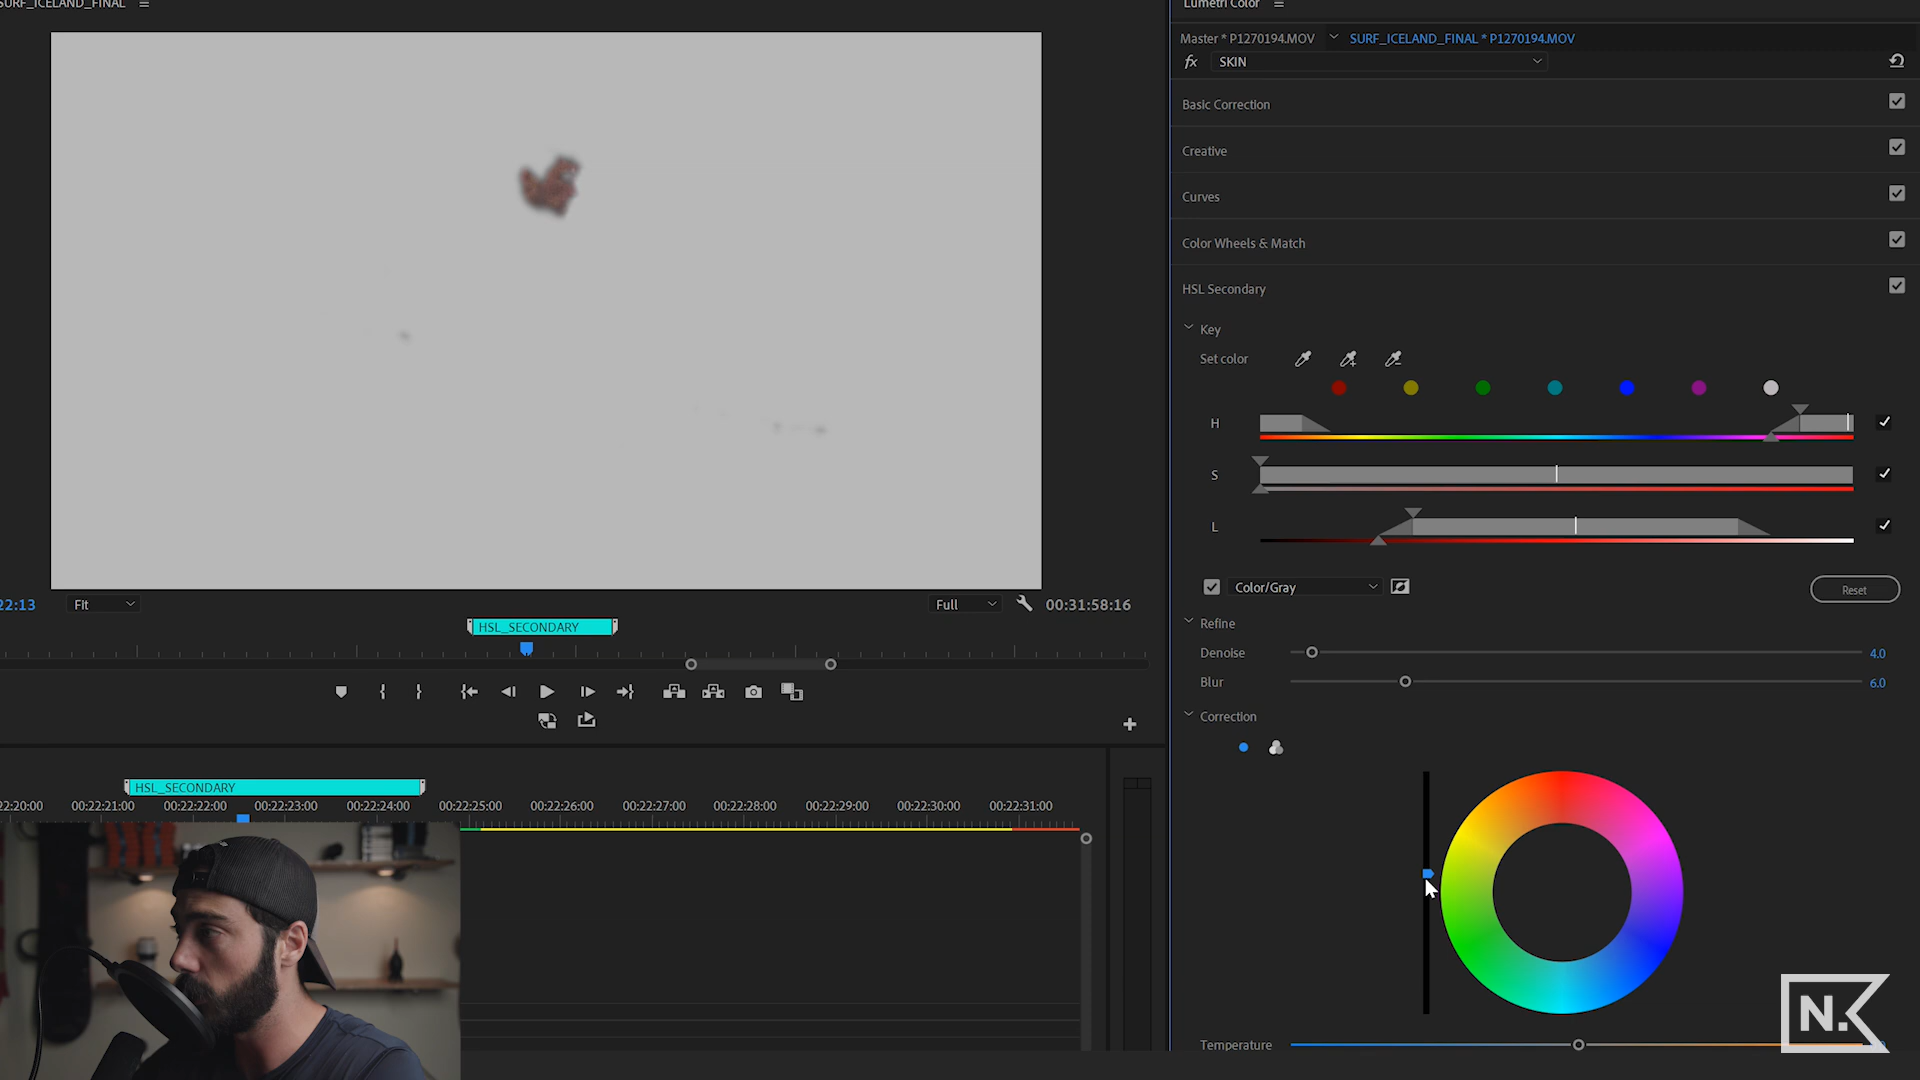 SURF_ICELAND_FINAL
Lumetri Color
Master * P1270194.MOV
SURF_ICELAND_FINAL * P1270194.MOV
fx
SKIN
Basic Correction
Creative
Curves
Color Wheels & Match
HSL Secondary
Key
Set color
H
S
L
Color/Gray
Reset
Refine
Denoise
4.0
Blur
6.0
Correction
Temperature
22:13
Fit
Full
00:31:58:16
HSL_SECONDARY
HSL_SECONDARY
22:20:00
00:22:21:00
00:22:22:00
00:22:23:00
00:22:24:00
00:22:25:00
00:22:26:00
00:22:27:00
00:22:28:00
00:22:29:00
00:22:30:00
00:22:31:00
N.K